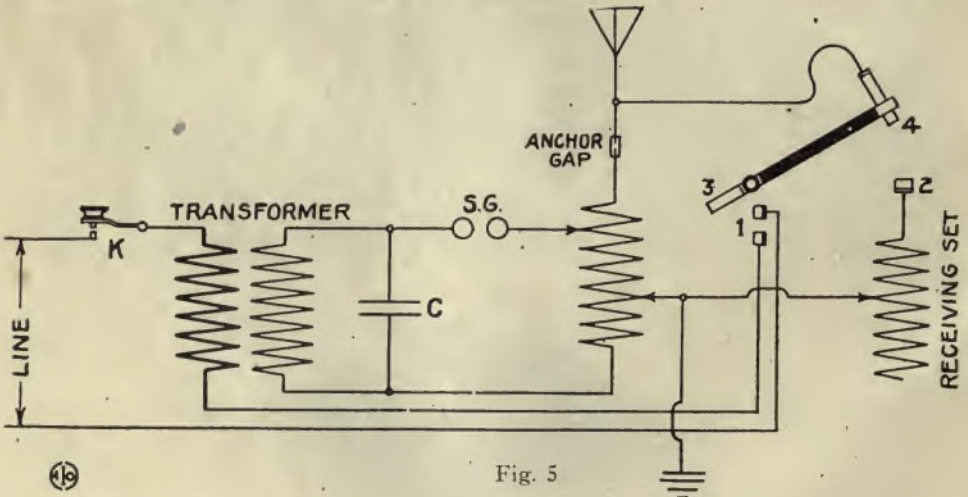 ANCHOR
GAP
4
3
2
S.G.
TRANSFORMER
1
K
C
LINE
RECEIVING SET
Fig. 5